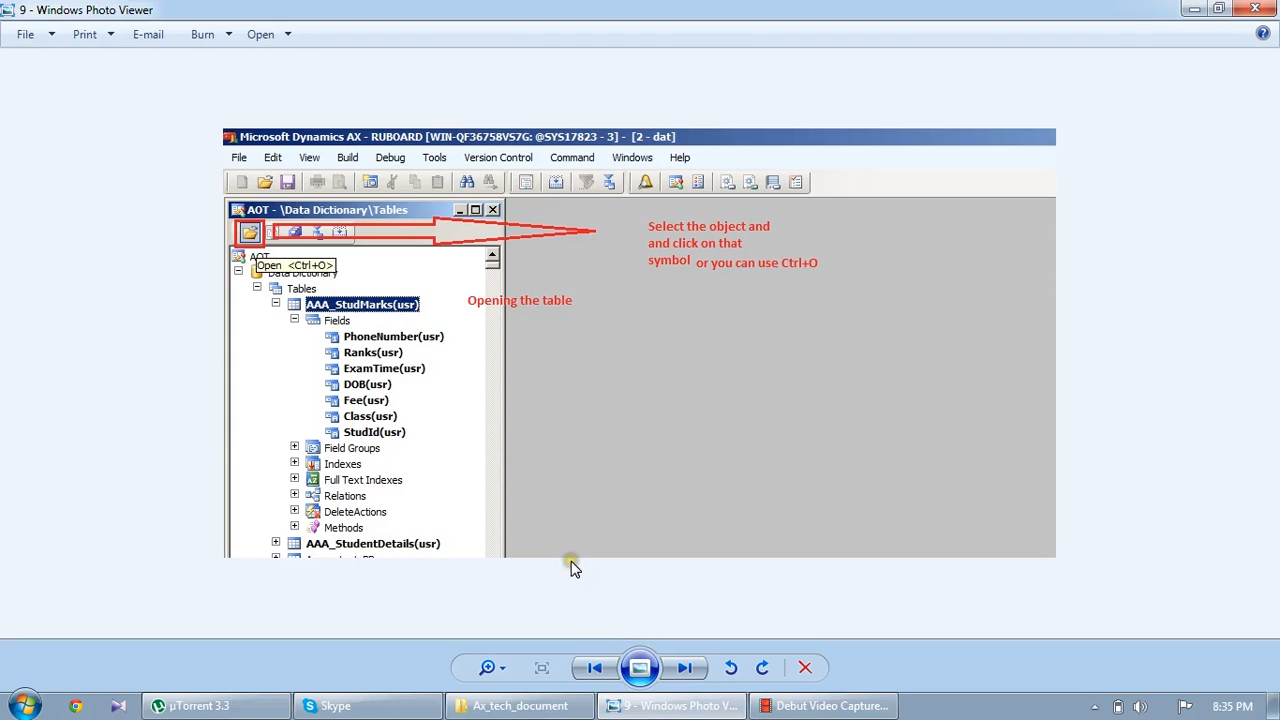 9 - Windows Photo Viewer
File Print E-mail Burn Open
Microsoft Dynamics AX - RUBOARD [WIN-QF36758VS7G: @SYS17823 - 3] - [2 - dat]
File Edit View Build Debug Tools Version Control Command Windows Help
AOT - \Data Dictionary\Tables
Select the object and
and click on that
symbol or you can use Ctrl+O
AOT
Open <Ctrl+O>
Data Dictionary
Tables
Opening the table
AAA_StudMarks(usr)
Fields
PhoneNumber(usr)
Ranks(usr)
ExamTime(usr)
DOB(usr)
Fee(usr)
Class(usr)
StudId(usr)
Field Groups
Indexes
Full Text Indexes
Relations
DeleteActions
Methods
AAA_StudentDetails(usr)
µTorrent 3.3 Skype Ax_tech_document 9 - Windows Photo V... Debut Video Capture... 8:35 PM